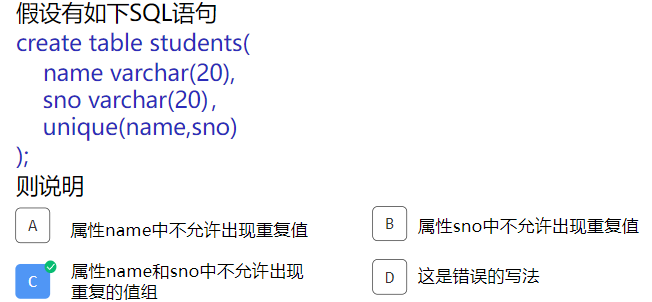 假设有如下SQL语句
create table students(
name varchar(20),
sno varchar(20),
unique(name,sno)
);
则说明
A 属性name中不允许出现重复值
B 属性sno中不允许出现重复值
C 属性name和sno中不允许出现
重复的值组
D 这是错误的写法